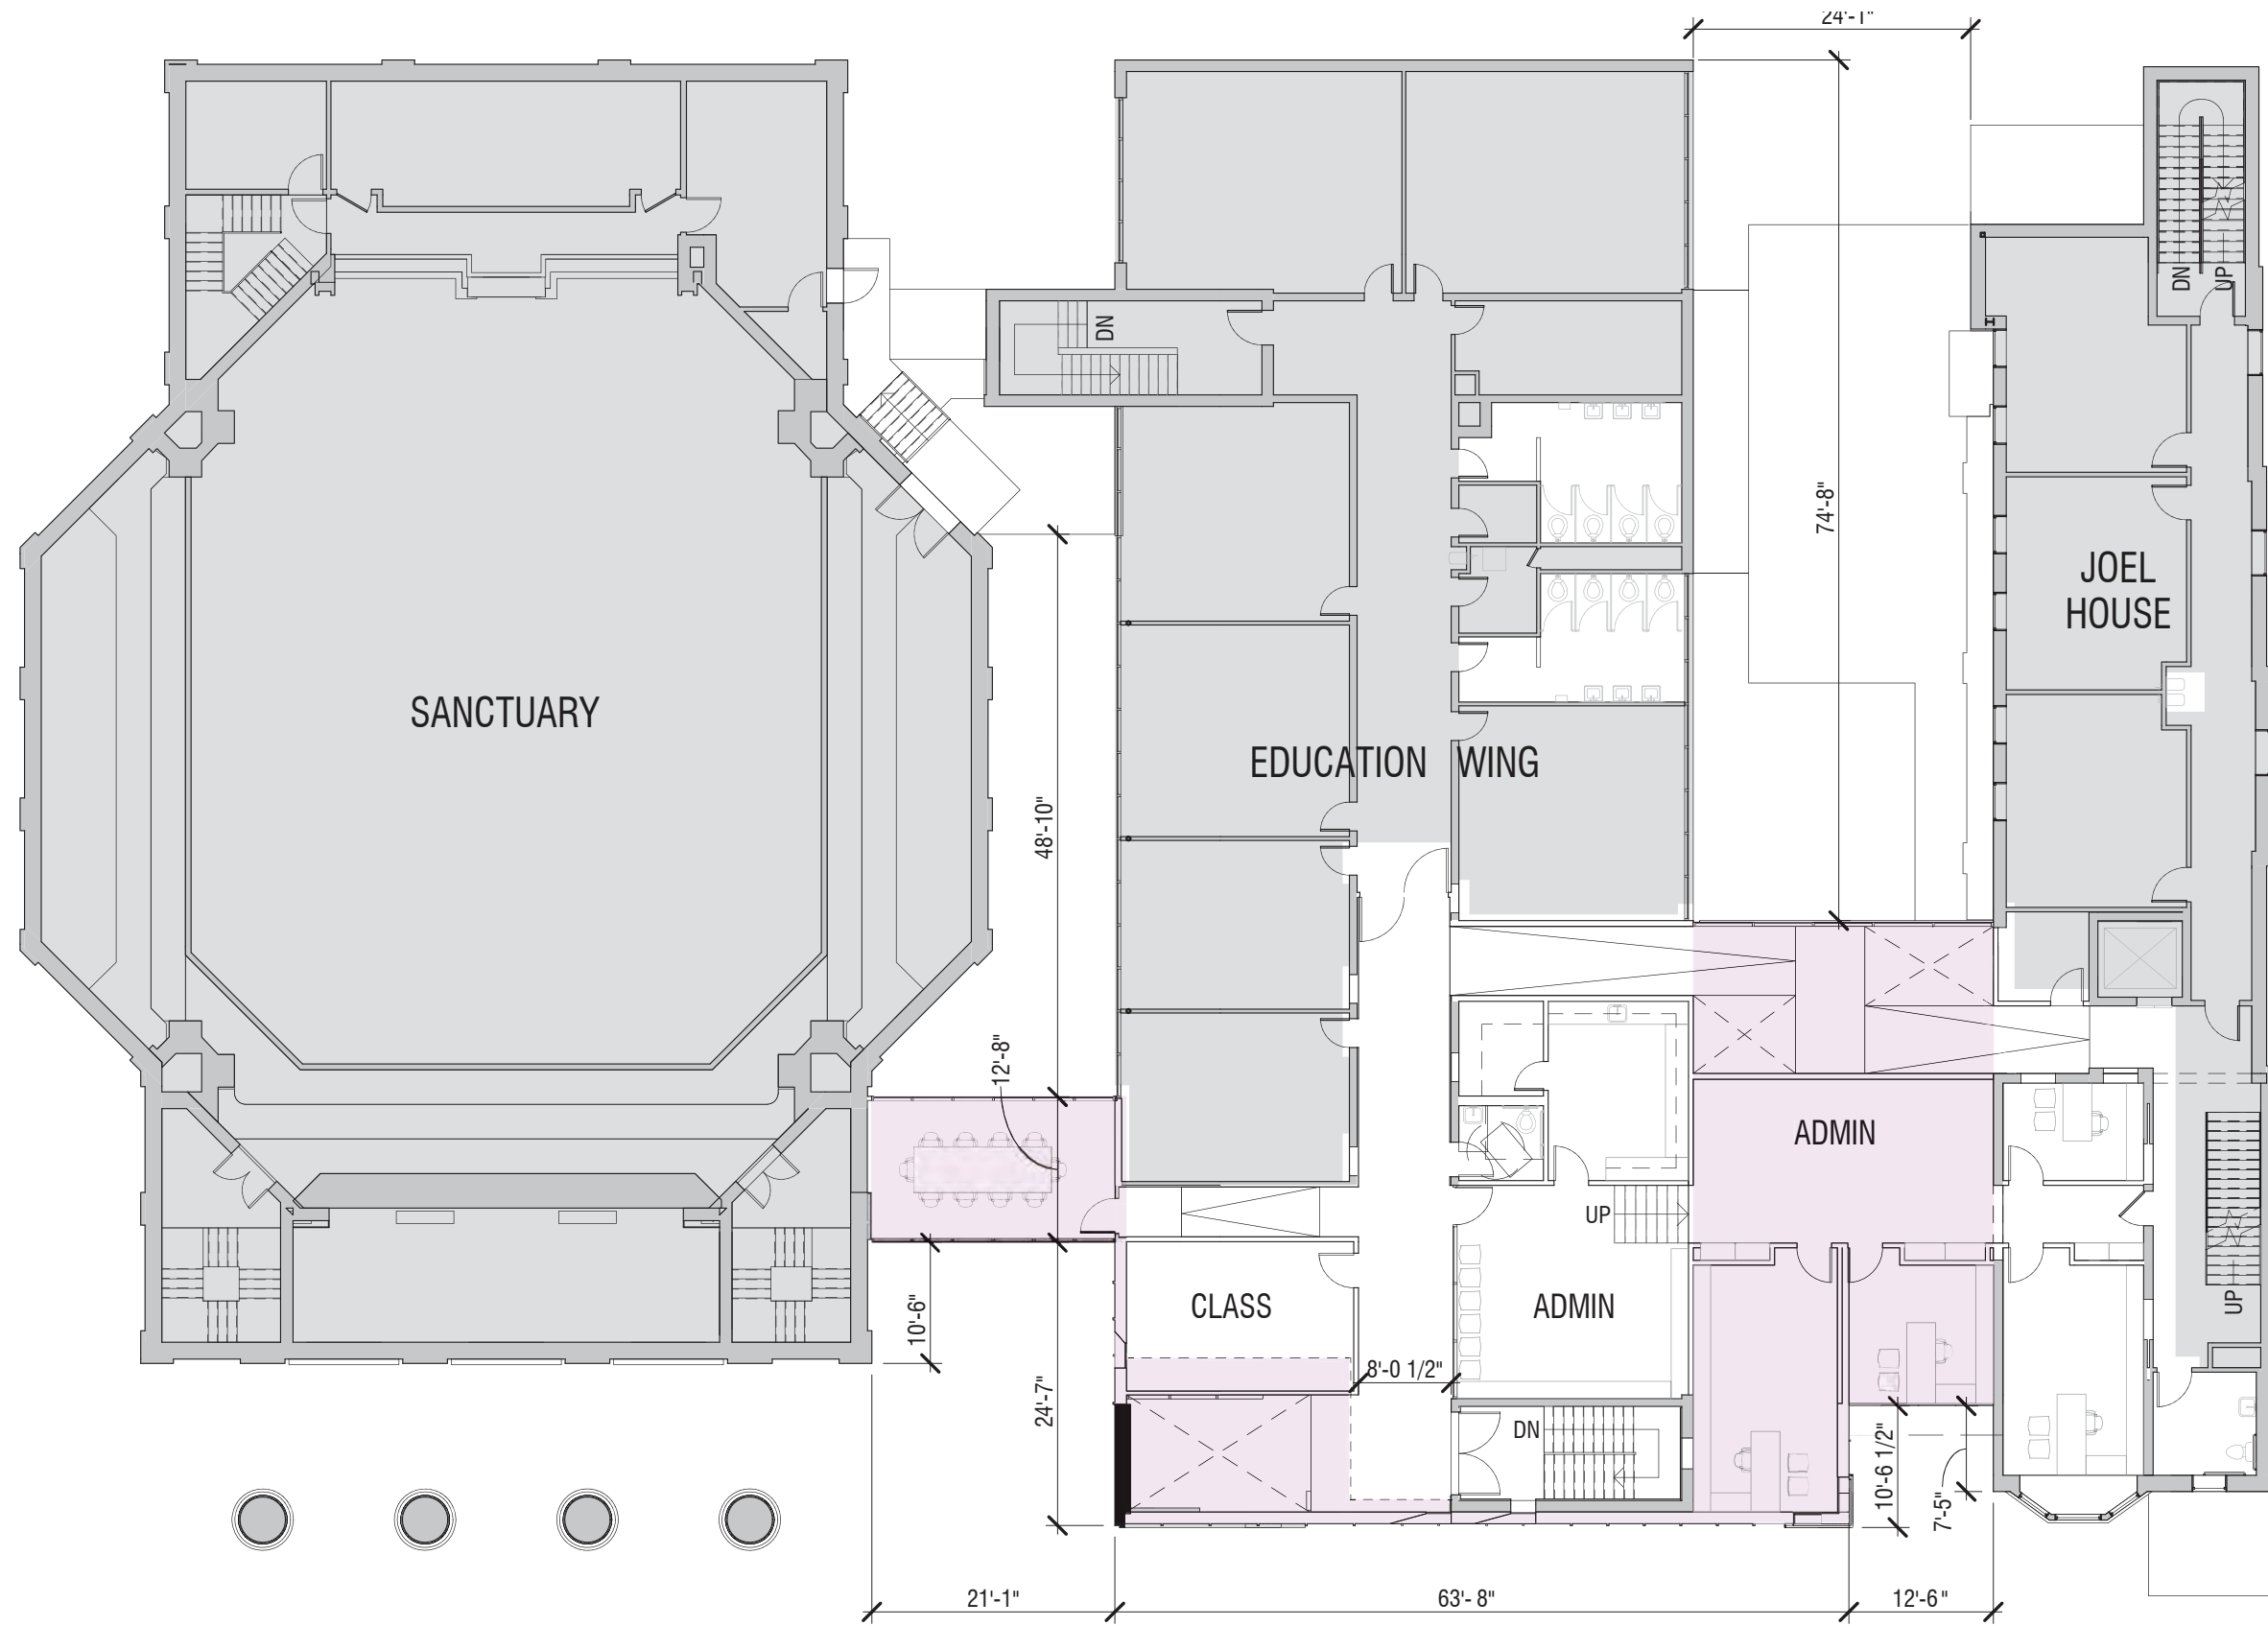 24'-1"
DN
UP
DN
74'-8"
JOEL
HOUSE
SANCTUARY
EDUCATION WING
48'-10"
12'-8"
ADMIN
UP
10'-6"
CLASS
ADMIN
UP
8'-0 1/2"
24'-7"
DN
10'-6 1/2"
7'-5"
21'-1"
63'- 8"
12'-6"